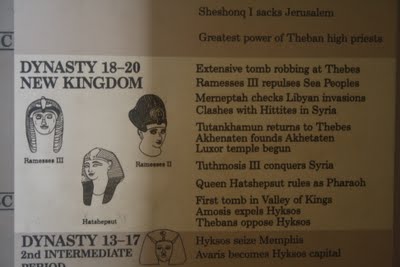 Sheshonq I sacks Jerusalem
Greatest power of Theban high priests
C
DYNASTY 18–20
NEW KINGDOM
Ramesses III
Ramesses II
Hatshepsut
Extensive tomb robbing at Thebes
Ramesses III repulses Sea Peoples
Merneptah checks Libyan invasions
Clashes with Hittites in Syria
Tutankhamun returns to Thebes
Akhenaten founds Akhetaten
Luxor temple begun
Tuthmosis III conquers Syria
Queen Hatshepsut rules as Pharaoh
First tomb in Valley of Kings
Amosis expels Hyksos
Thebans oppose Hyksos
C
DYNASTY 13–17
2nd INTERMEDIATE
PERIOD
Hyksos seize Memphis
Avaris becomes Hyksos capital